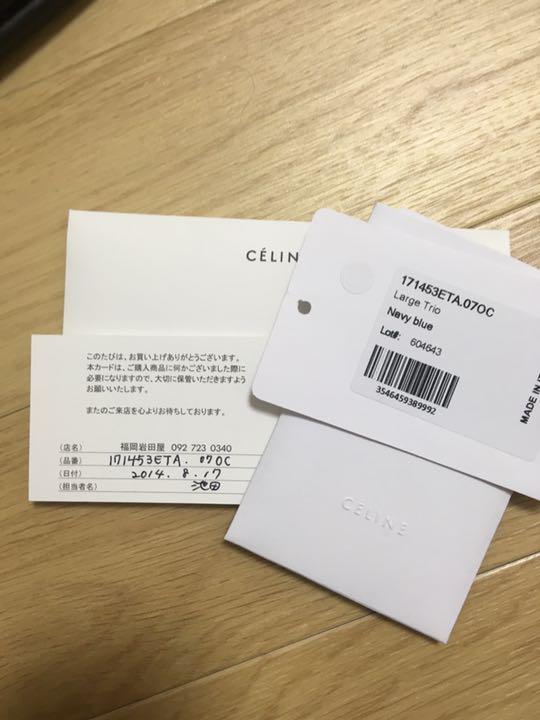 CÉLIN
171453ETA.07OC
Large Trio
Navy blue
Lot#: 604643
3546459389992
MADE IN IT
このたびは、お買い上げありがとうございます。
本カードは、ご購入商品に何かございました際に
必要になりますので、大切に保管いただきますよう
お願いいたします。
またのご来店を心よりお待ちしております。
(店名) 福岡岩田屋 092 723 0340
(品番) 171453ETA. 070C
(日付) 2014. 8. 17
(担当者名) 池田
CÉLINE